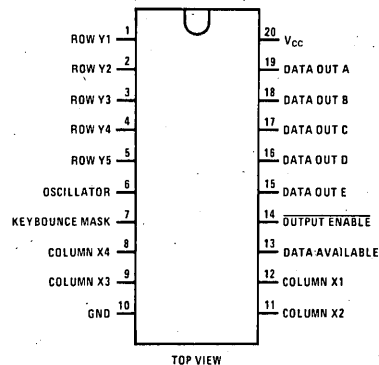 ROW Y1 1 20 VCC
ROW Y2 2 19 DATA OUT A
ROW Y3 3 18 DATA OUT B
ROW Y4 4 17 DATA OUT C
ROW Y5 5 16 DATA OUT D
OSCILLATOR 6 15 DATA OUT E
KEYBOUNCE MASK 7 14 OUTPUT ENABLE
COLUMN X4 8 13 DATA AVAILABLE
COLUMN X3 9 12 COLUMN X1
GND 10 11 COLUMN X2
TOP VIEW